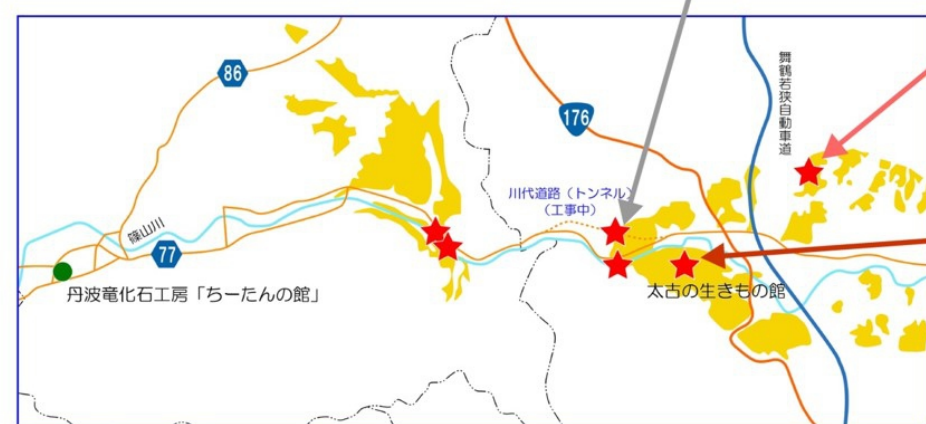 86
176
舞鶴若狭自動車道
川代道路（トンネル）
（工事中）
篠山川
77
丹波竜化石工房「ちーたんの館」
太古の生きもの館